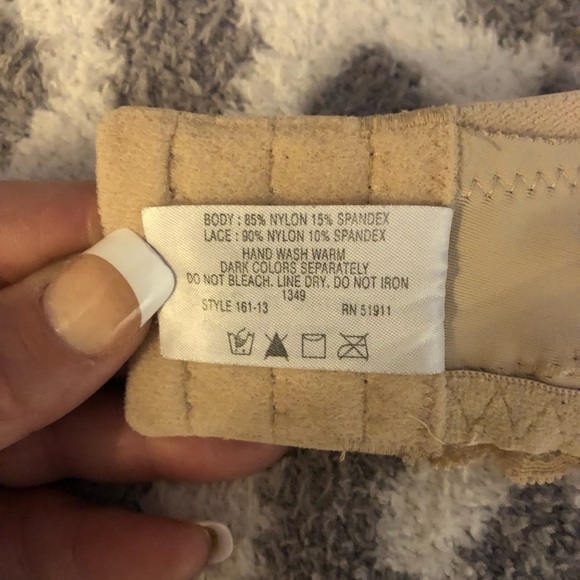 BODY : 85% NYLON 15% SPANDEX
LACE : 90% NYLON 10% SPANDEX
HAND WASH WARM
DARK COLORS SEPARATELY
DO NOT BLEACH. LINE DRY. DO NOT IRON
1349
STYLE 161-13 RN 51911